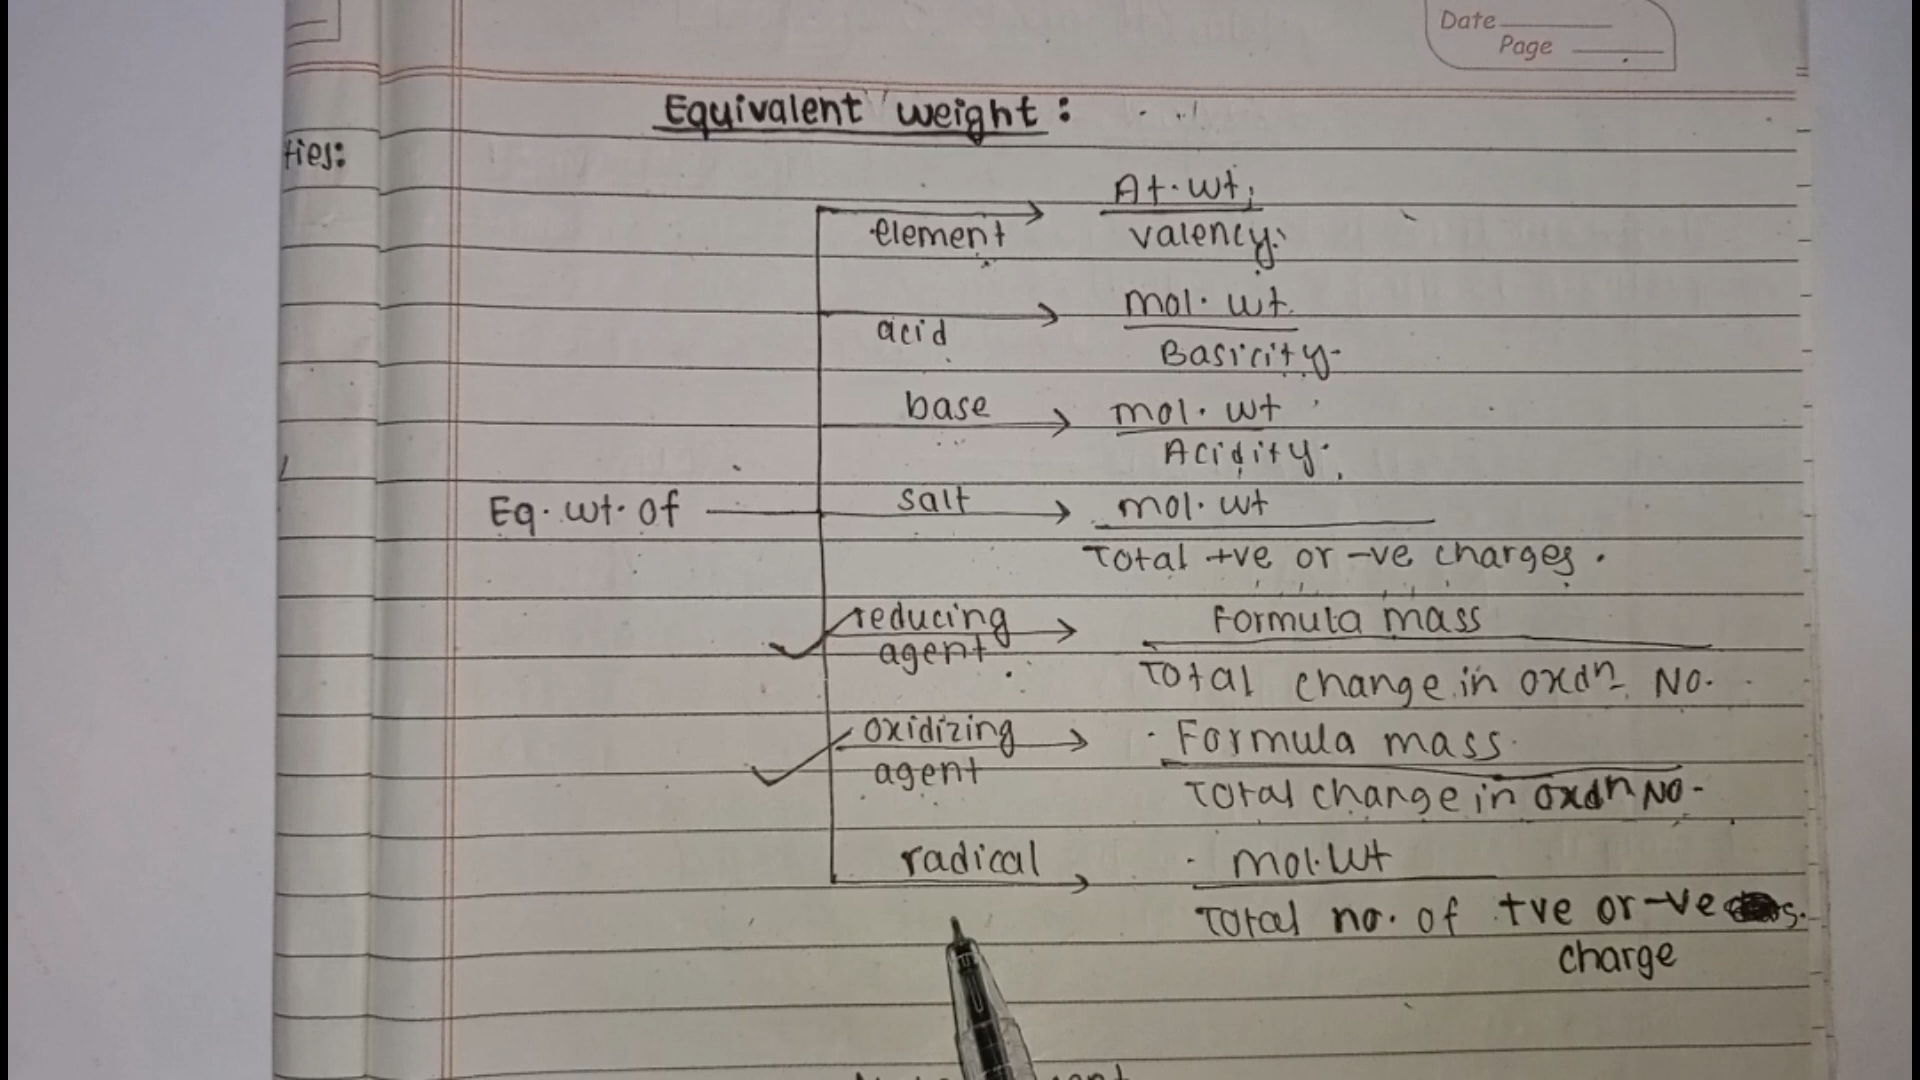 Date
Page
Equivalent weight:
ties:
At. wt.
element
valency.
mol. wt.
acid
Basicity
base
mol. wt
Acidity
Eq. wt. of
salt
mol. wt
Total +ve or -ve charges.
reducing
agent
Formula mass
Total change in oxdn No.
oxidizing
agent
Formula mass
Total change in oxdn No.
radical
mol. wt
Total no. of +ve or -ve
charge